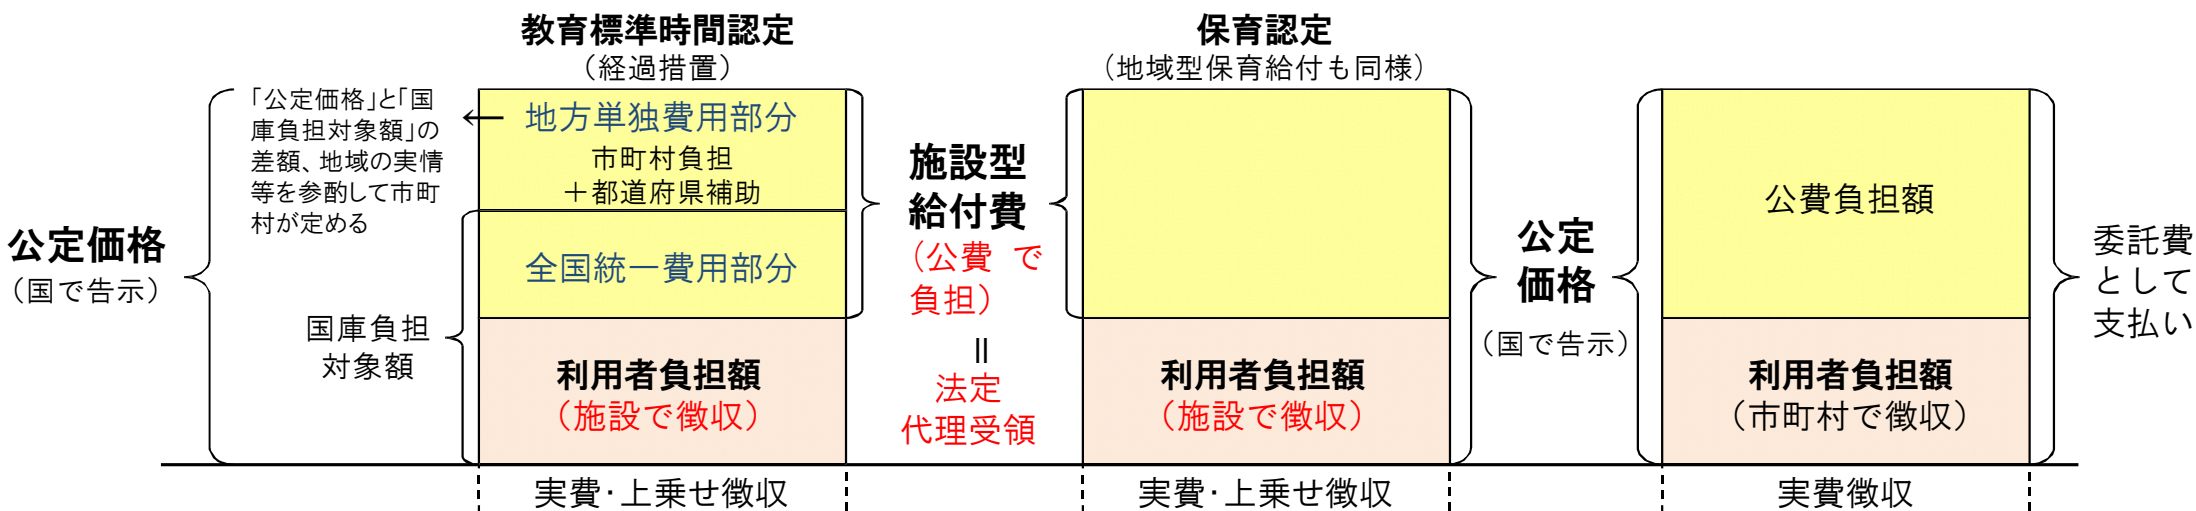 教育標準時間認定
（経過措置）
保育認定
（地域型保育給付も同様）
公定価格
（国で告示）
「公定価格」と「国
庫負担対象額」の
差額、地域の実情
等を参酌して市町
村が定める
国庫負担
対象額
←
地方単独費用部分
市町村負担
＋都道府県補助
全国統一費用部分
利用者負担額
（施設で徴収）
実費・上乗せ徴収
施設型
給付費
（公費 で
負担）
＝
法定
代理受領
利用者負担額
（施設で徴収）
実費・上乗せ徴収
公定
価格
（国で告示）
公費負担額
利用者負担額
（市町村で徴収）
実費徴収
委託費
として
支払い